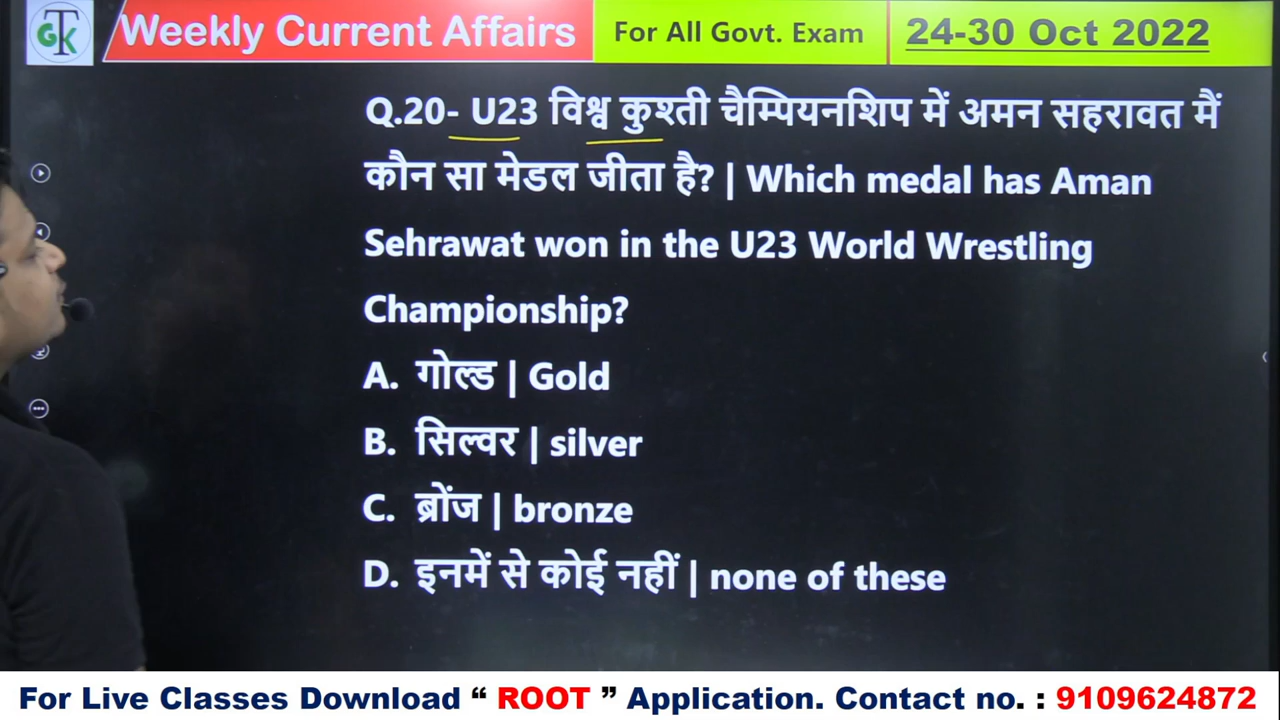 GTK
Weekly Current Affairs
For All Govt. Exam
24-30 Oct 2022
Q.20- U23 विश्व कुश्ती चैम्पियनशिप में अमन सहरावत मैं
कौन सा मेडल जीता है? | Which medal has Aman
Sehrawat won in the U23 World Wrestling
Championship?
A. गोल्ड | Gold
B. सिल्वर | silver
C. ब्रोंज | bronze
D. इनमें से कोई नहीं | none of these
For Live Classes Download “ ROOT ” Application. Contact no. : 9109624872